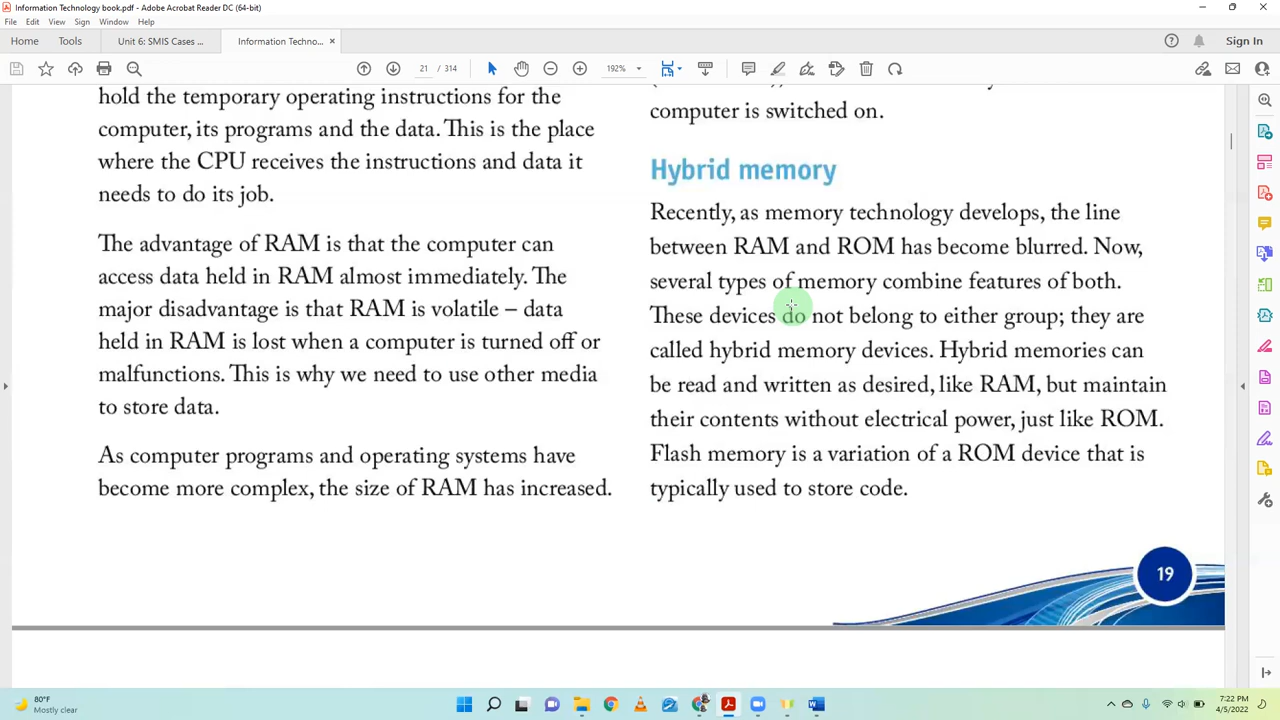 Information Technology book.pdf - Adobe Acrobat Reader DC (64-bit)
File Edit View Sign Window Help
Home Tools Unit 6: SMIS Cases ... Information Techno... × Sign In
21 / 314 192%
hold the temporary operating instructions for the
computer, its programs and the data. This is the place
where the CPU receives the instructions and data it
needs to do its job.
The advantage of RAM is that the computer can
access data held in RAM almost immediately. The
major disadvantage is that RAM is volatile – data
held in RAM is lost when a computer is turned off or
malfunctions. This is why we need to use other media
to store data.
As computer programs and operating systems have
become more complex, the size of RAM has increased.
computer is switched on.
Hybrid memory
Recently, as memory technology develops, the line
between RAM and ROM has become blurred. Now,
several types of memory combine features of both.
These devices do not belong to either group; they are
called hybrid memory devices. Hybrid memories can
be read and written as desired, like RAM, but maintain
their contents without electrical power, just like ROM.
Flash memory is a variation of a ROM device that is
typically used to store code.
19
80°F
Mostly clear
7:22 PM
4/5/2022